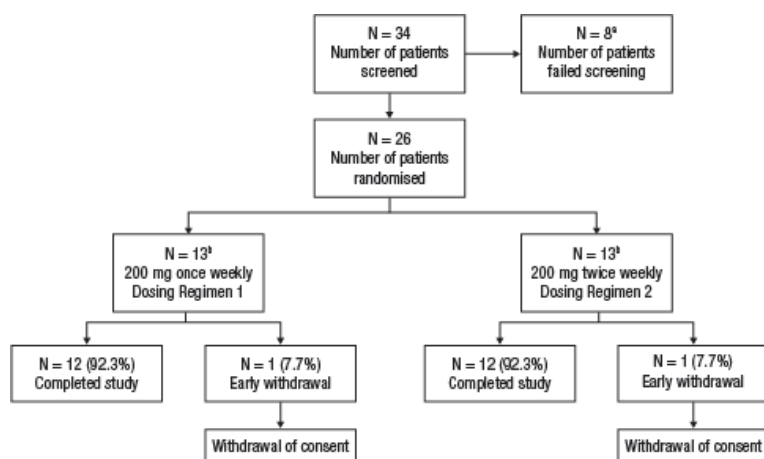 N = 34
Number of patients
screened
N = 8ª
Number of patients
failed screening
N = 26
Number of patients
randomised
N = 13ᵇ
200 mg once weekly
Dosing Regimen 1
N = 13ᵇ
200 mg twice weekly
Dosing Regimen 2
N = 12 (92.3%)
Completed study
N = 1 (7.7%)
Early withdrawal
N = 12 (92.3%)
Completed study
N = 1 (7.7%)
Early withdrawal
Withdrawal of consent
Withdrawal of consent